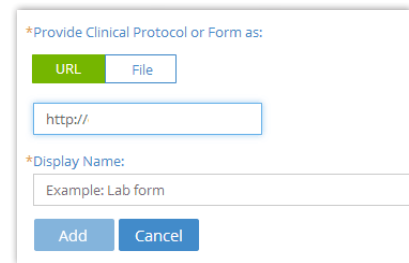 *Provide Clinical Protocol or Form as:
URL File
http://
*Display Name:
Example: Lab form
Add Cancel